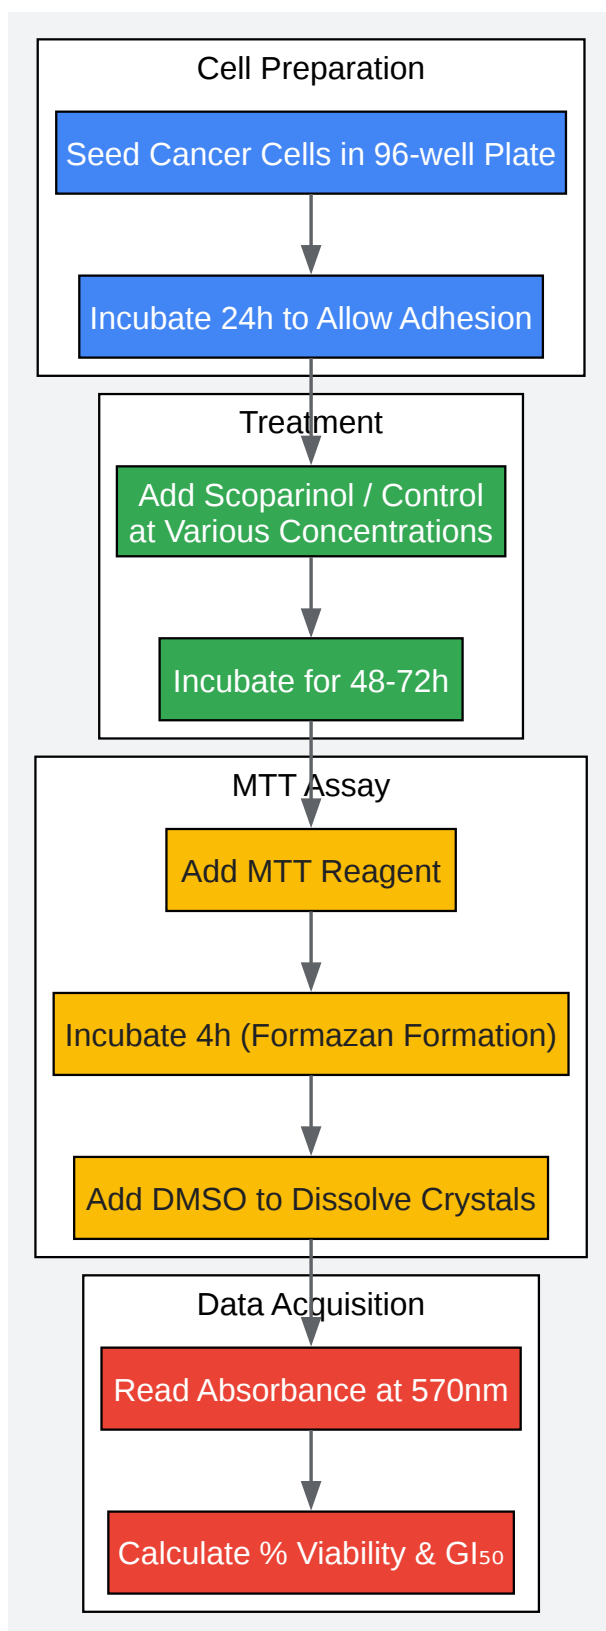 Cell Preparation
Seed Cancer Cells in 96-well Plate
Incubate 24h to Allow Adhesion
Treatment
Add Scoparinol / Control
at Various Concentrations
Incubate for 48-72h
MTT Assay
Add MTT Reagent
Incubate 4h (Formazan Formation)
Add DMSO to Dissolve Crystals
Data Acquisition
Read Absorbance at 570nm
Calculate % Viability & GI₅₀